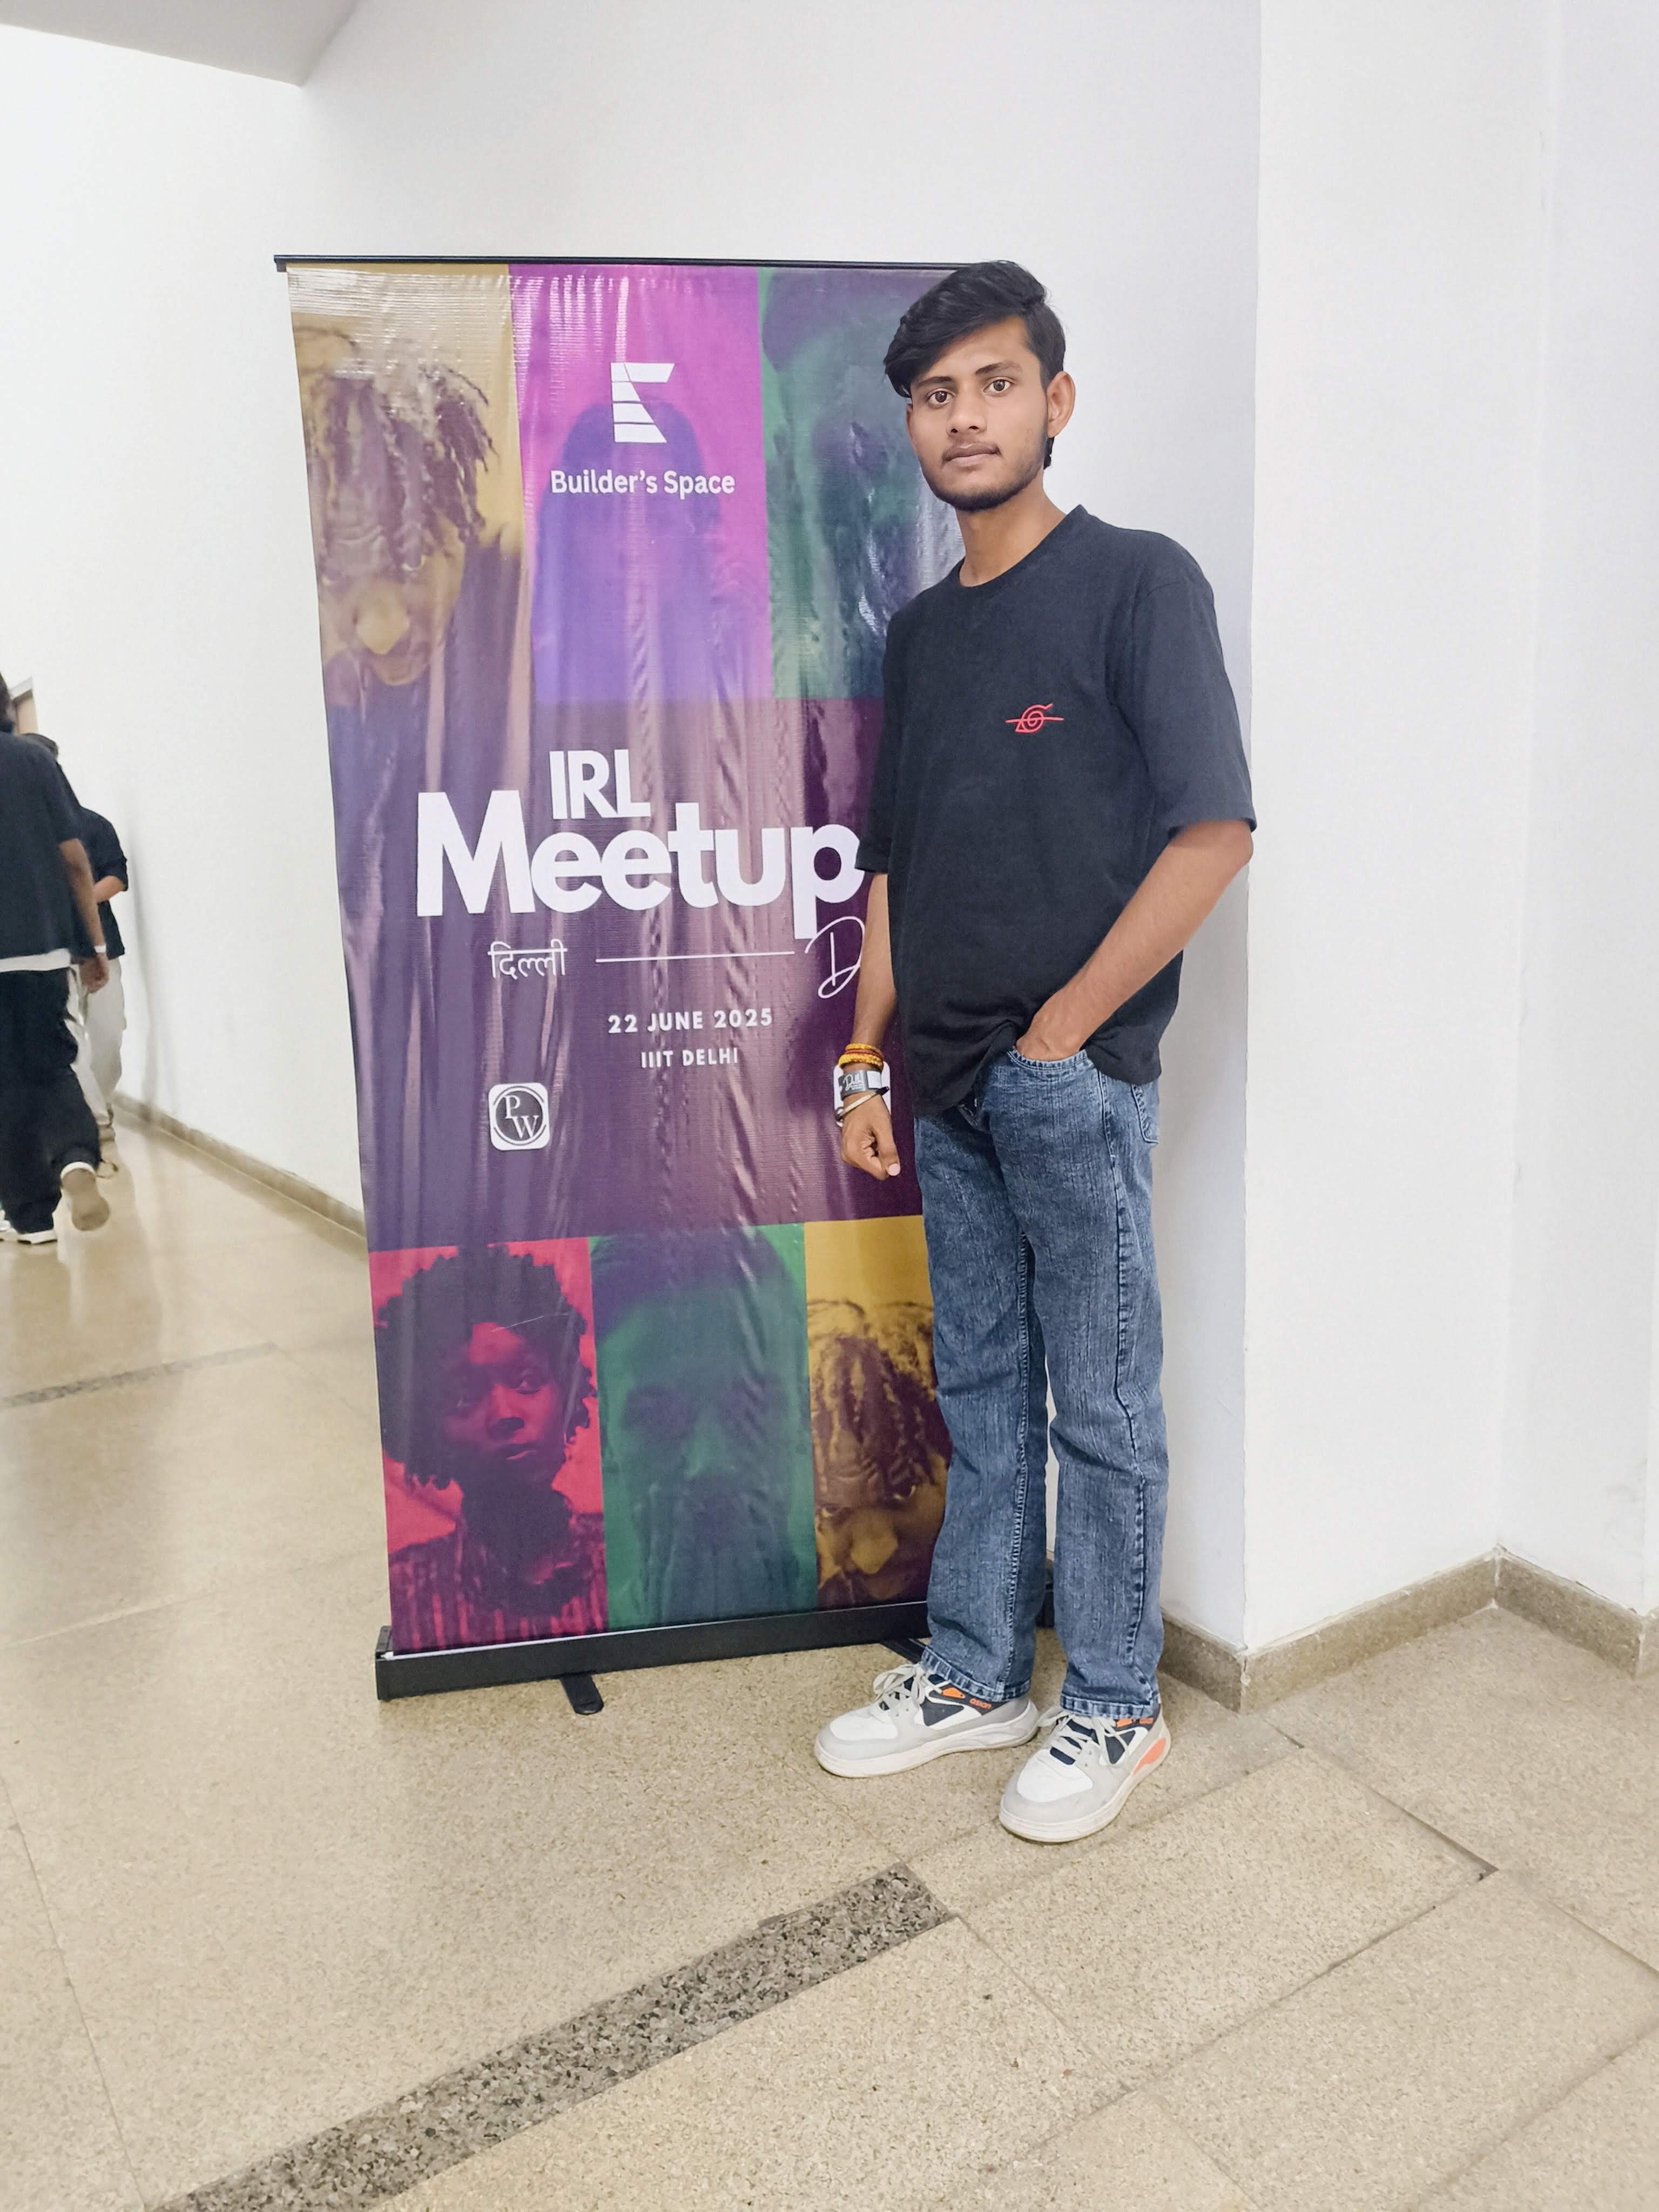 Builder's Space
IRL
Meetup
दिल्ली D
22 JUNE 2025
IIIT DELHI
PW